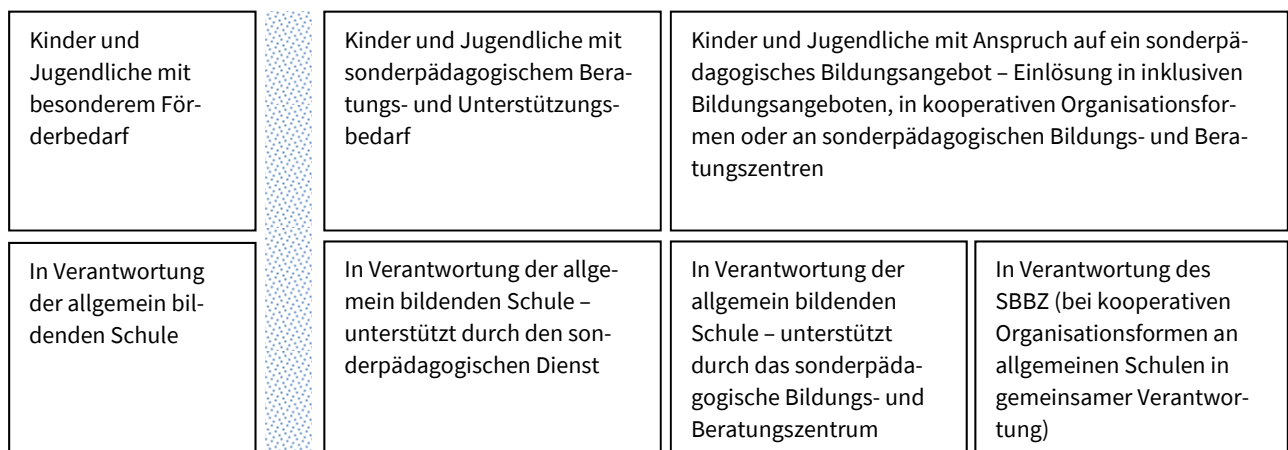 Kinder und
Jugendliche mit
besonderem För-
derbedarf
Kinder und Jugendliche mit
sonderpädagogischem Bera-
tungs- und Unterstützungs-
bedarf
Kinder und Jugendliche mit Anspruch auf ein sonderpä-
dagogisches Bildungsangebot – Einlösung in inklusiven
Bildungsangeboten, in kooperativen Organisationsfor-
men oder an sonderpädagogischen Bildungs- und Bera-
tungszentren
In Verantwortung
der allgemein bil-
denden Schule
In Verantwortung der allge-
mein bildenden Schule –
unterstützt durch den son-
derpädagogischen Dienst
In Verantwortung der
allgemein bildenden
Schule – unterstützt
durch das sonderpäda-
gogische Bildungs- und
Beratungszentrum
In Verantwortung des
SBBZ (bei kooperativen
Organisationsformen an
allgemeinen Schulen in
gemeinsamer Verantwor-
tung)